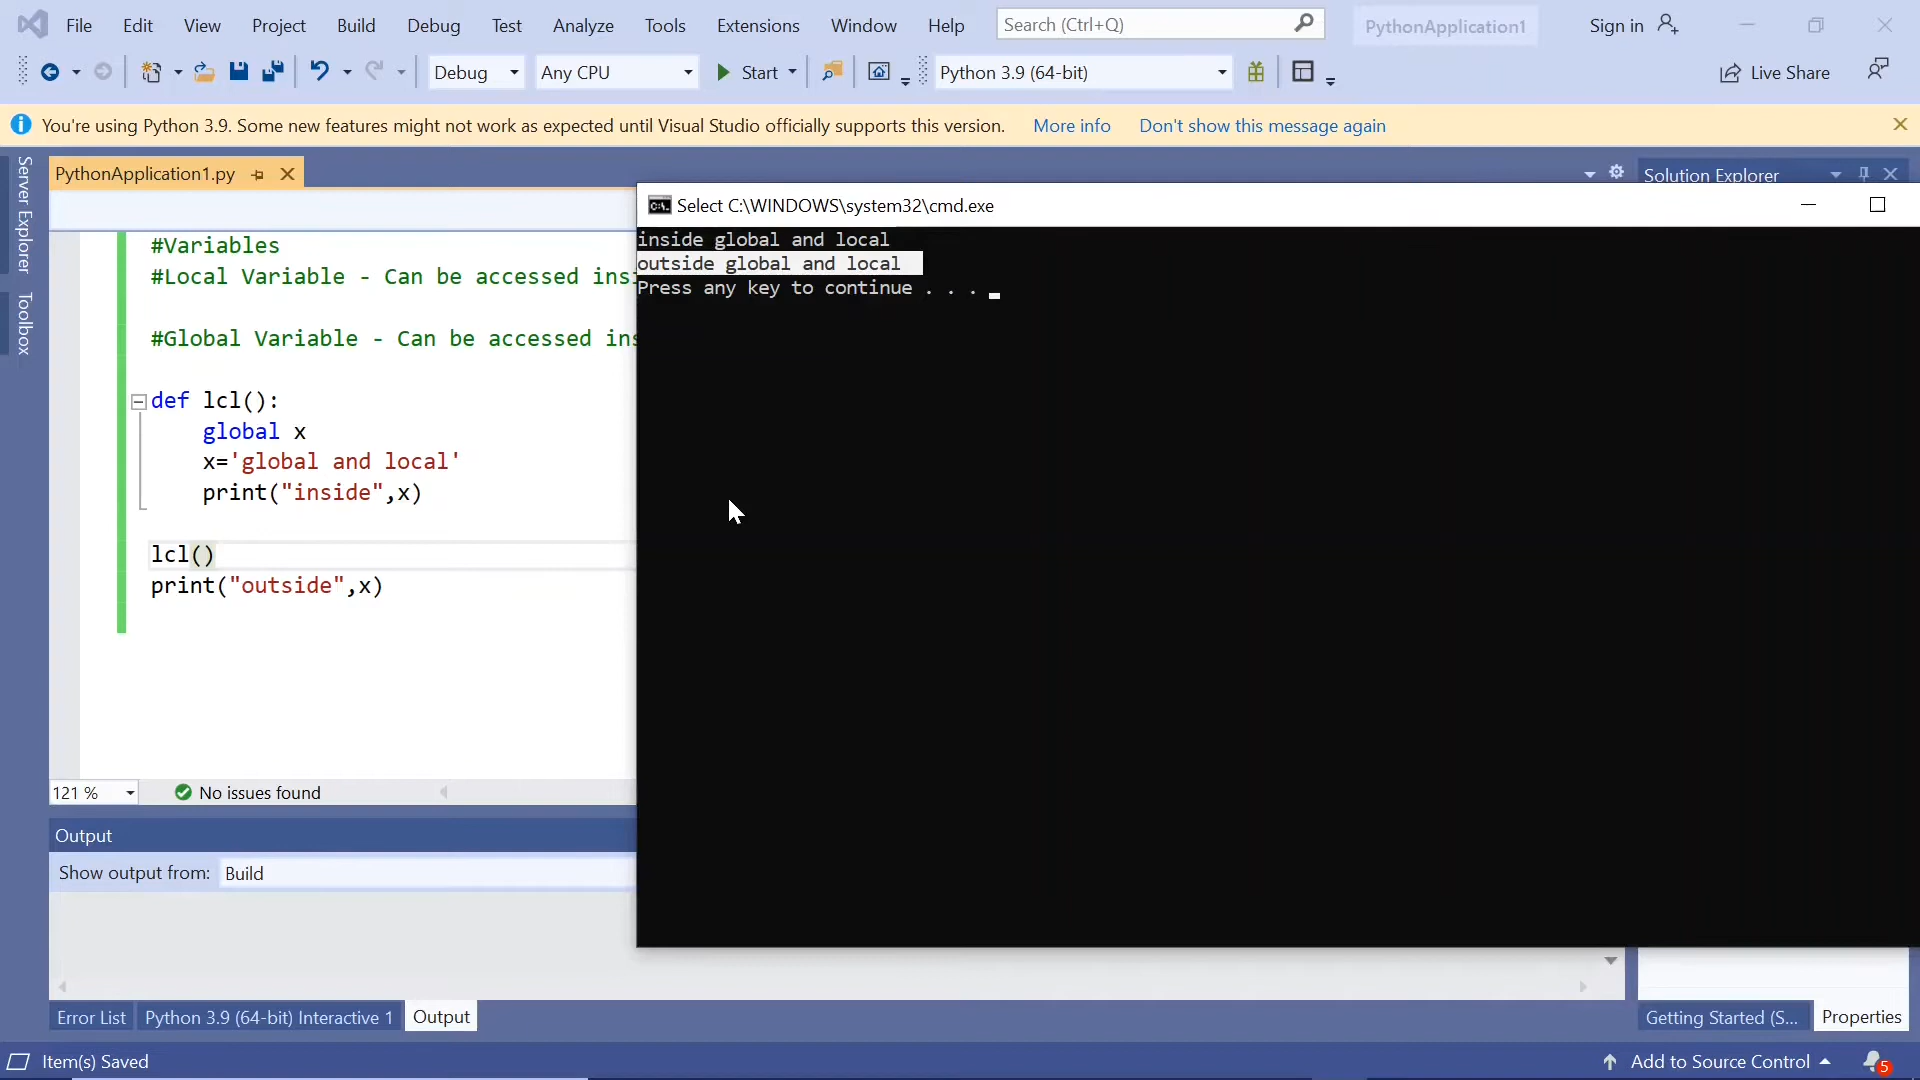 File Edit View Project Build Debug Test Analyze Tools Extensions Window Help Search (Ctrl+Q) PythonApplication1 Sign in
Debug Any CPU Start Python 3.9 (64-bit) Live Share
You're using Python 3.9. Some new features might not work as expected until Visual Studio officially supports this version. More info Don't show this message again
Server Explorer
Toolbox
PythonApplication1.py
Solution Explorer
#Variables
#Local Variable - Can be accessed ins
#Global Variable - Can be accessed ins
def lcl():
global x
x='global and local'
print("inside",x)
lcl()
print("outside",x)
Select C:\WINDOWS\system32\cmd.exe
inside global and local
outside global and local
Press any key to continue . . .
121 % No issues found
Output
Show output from: Build
Error List Python 3.9 (64-bit) Interactive 1 Output
Getting Started (S... Properties
Item(s) Saved
Add to Source Control 5